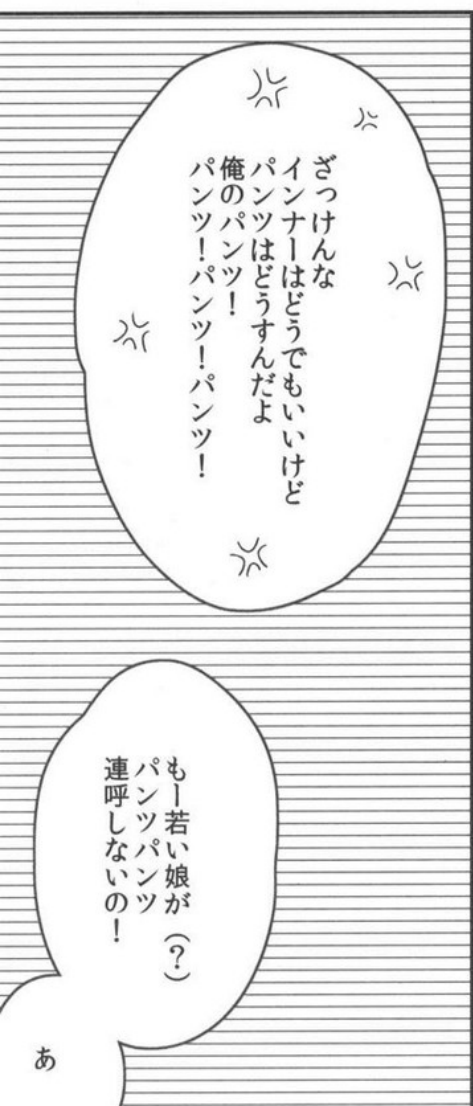 ざっけんな
インナーはどうでもいいけど
パンツはどうすんだよ
俺のパンツ！
パンツ！パンツ！パンツ！
もー若い娘が（？）
パンツパンツ
連呼しないの！
あ